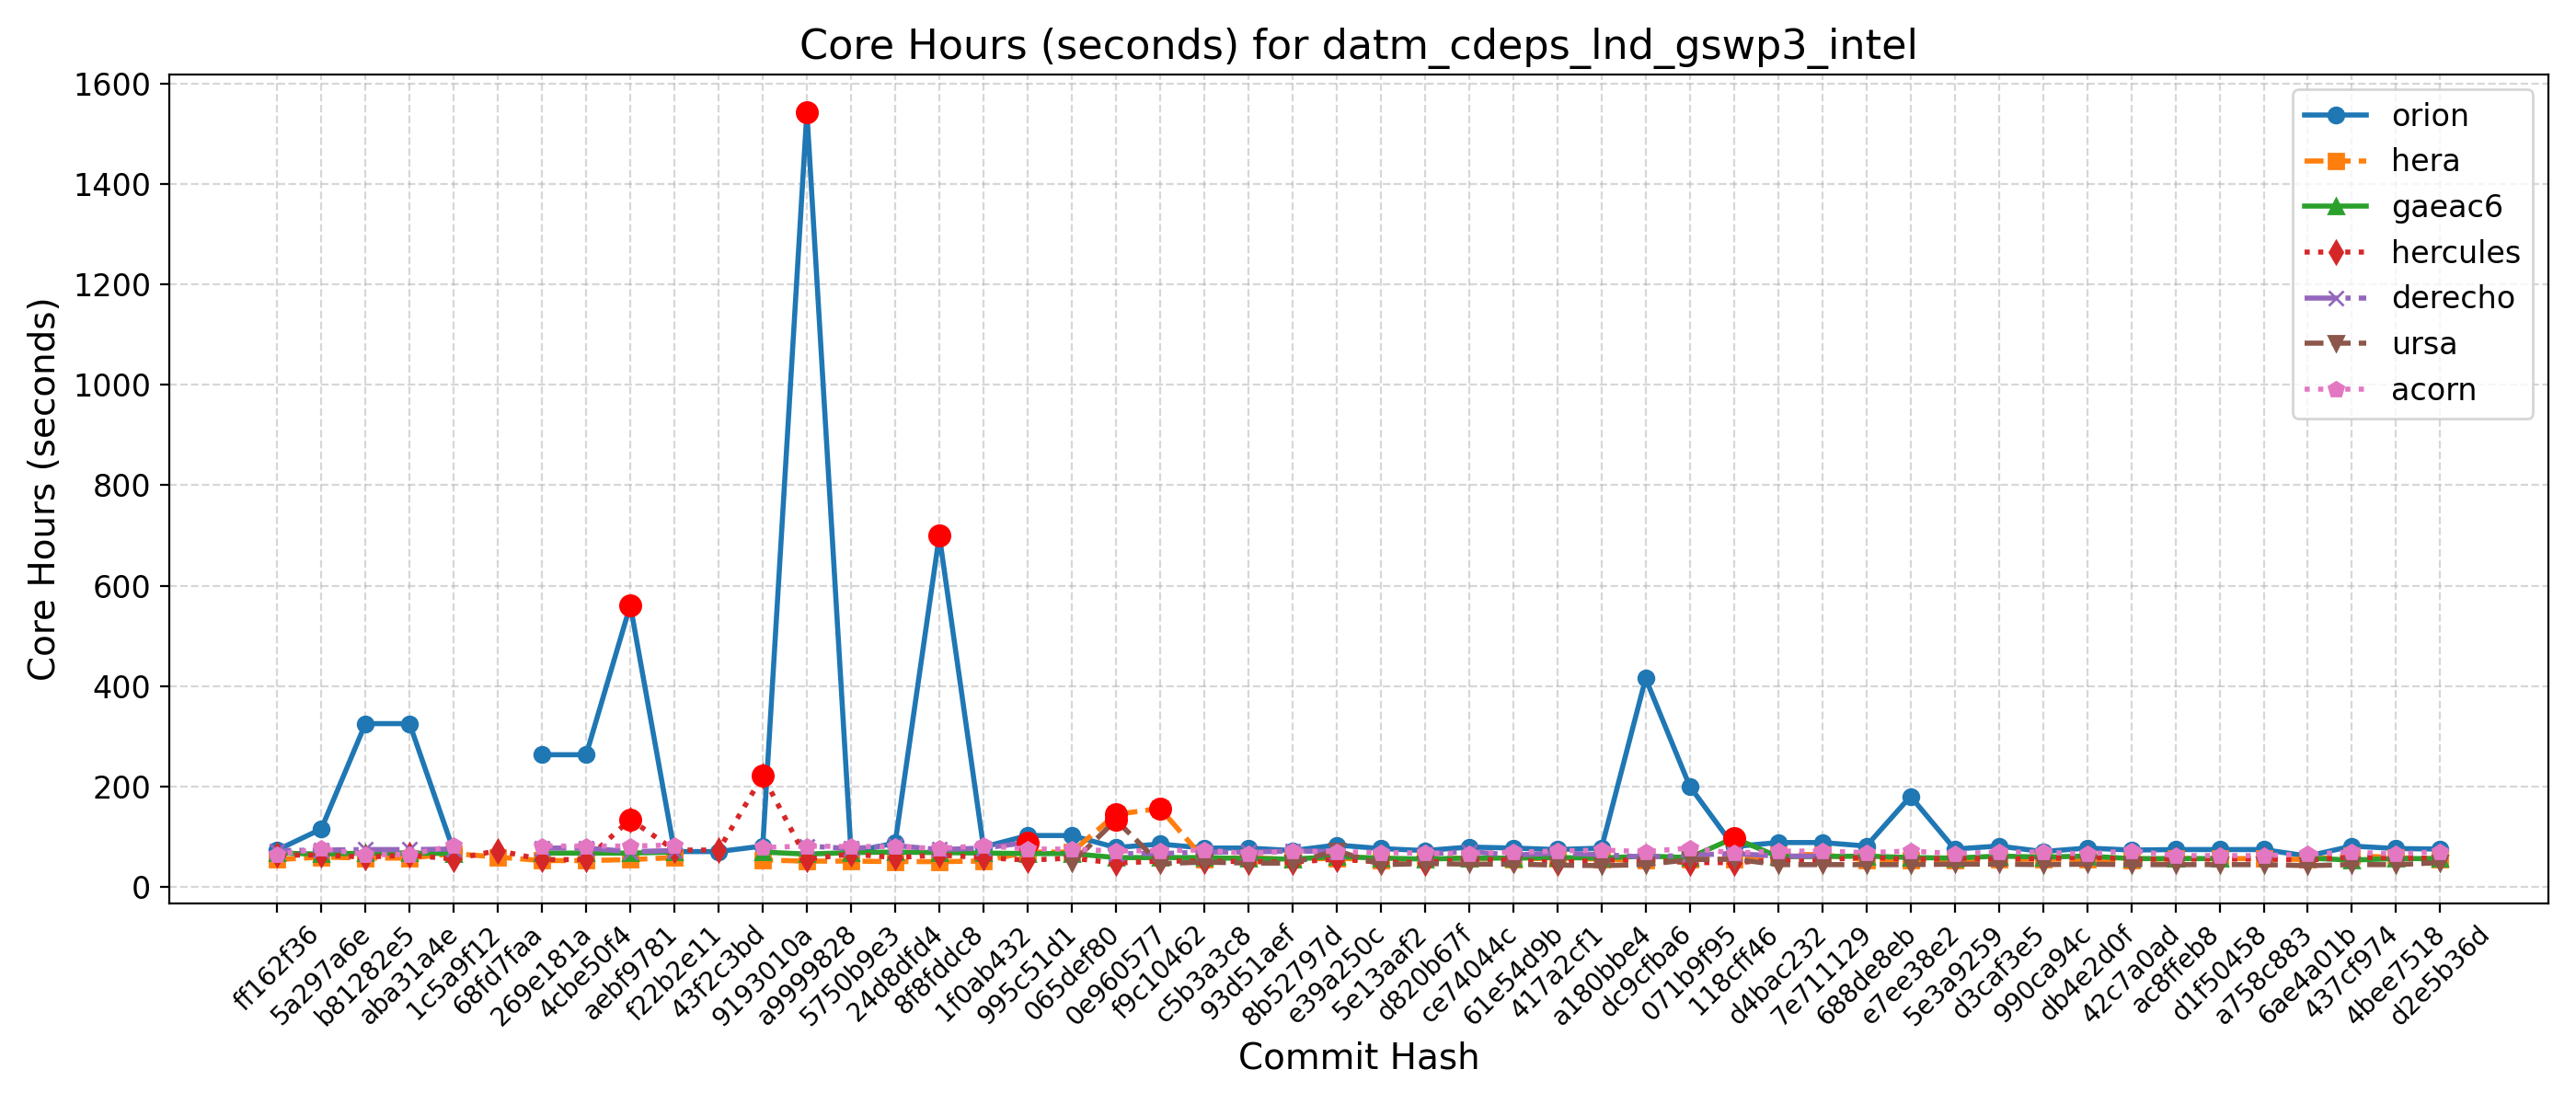 Core Hours (seconds) for datm_cdeps_lnd_gswp3_intel
Core Hours (seconds)
1600
1400
1200
1000
800
600
400
200
0
orion
hera
gaeac6
hercules
derecho
ursa
acorn
ff162f36
5a297a6e
b81282e5
aba31a4e
1c5a9f12
68fd7faa
269e181a
4cbe50f4
aebf9781
f22b2e11
43f2c3bd
9193010a
a9999828
5750b9e3
24d8dfd4
8f8fddc8
1f0ab432
995c51d1
065def80
0e960577
f9c10462
c5b3a3c8
93d51aef
8b52797d
e39a250c
5e13aaf2
d820b67f
ce74044c
61e54d9b
417a2cf1
a180bbe4
dc9cfba6
071b9f95
118cff46
d4bac232
7e711129
688de8eb
e7ee38e2
5e3a9259
d3caf3e5
990ca94c
db4e2d0f
42c7a0ad
ac8ffeb8
d1f50458
a758c883
6ae4a01b
437cf974
4bee7518
d2e5b36d
Commit Hash